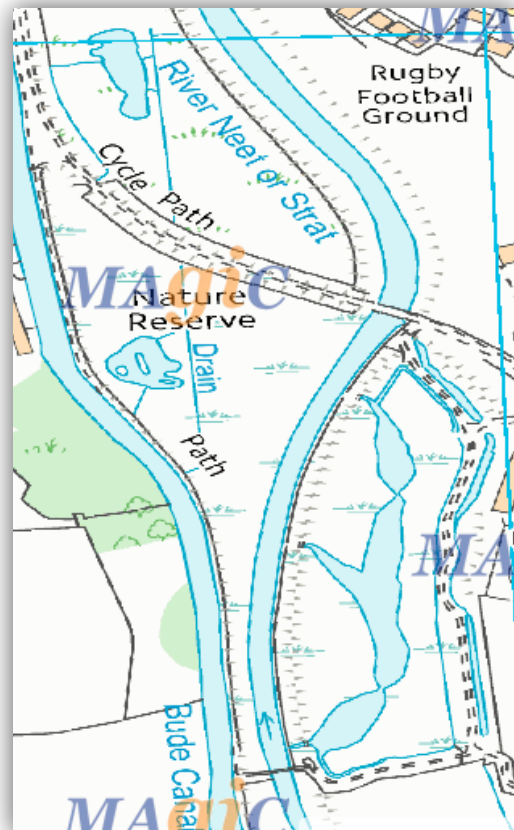 MA
Rugby
Football
Ground
River Neet or Strat
Cycle Path
MAgiC
Nature
Reserve
Drain
Path
MA
Bude Canal
MAgiC